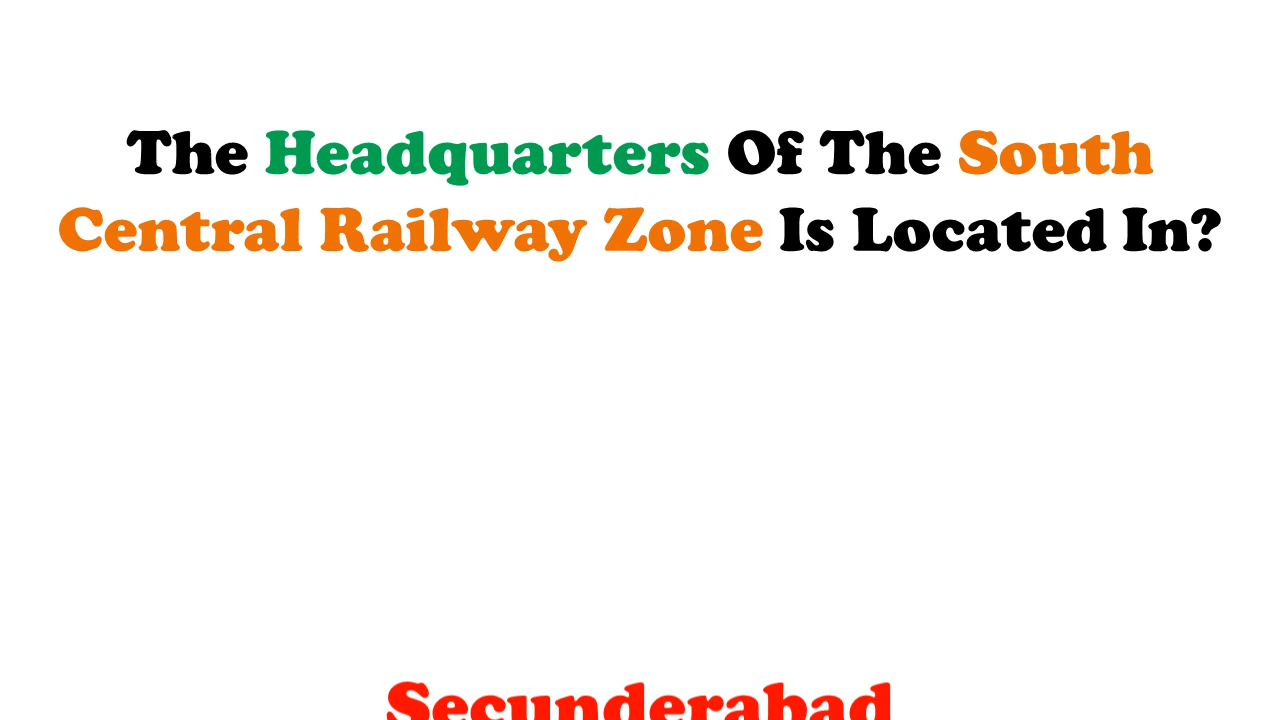 The Headquarters Of The South
Central Railway Zone Is Located In?
Secunderabad